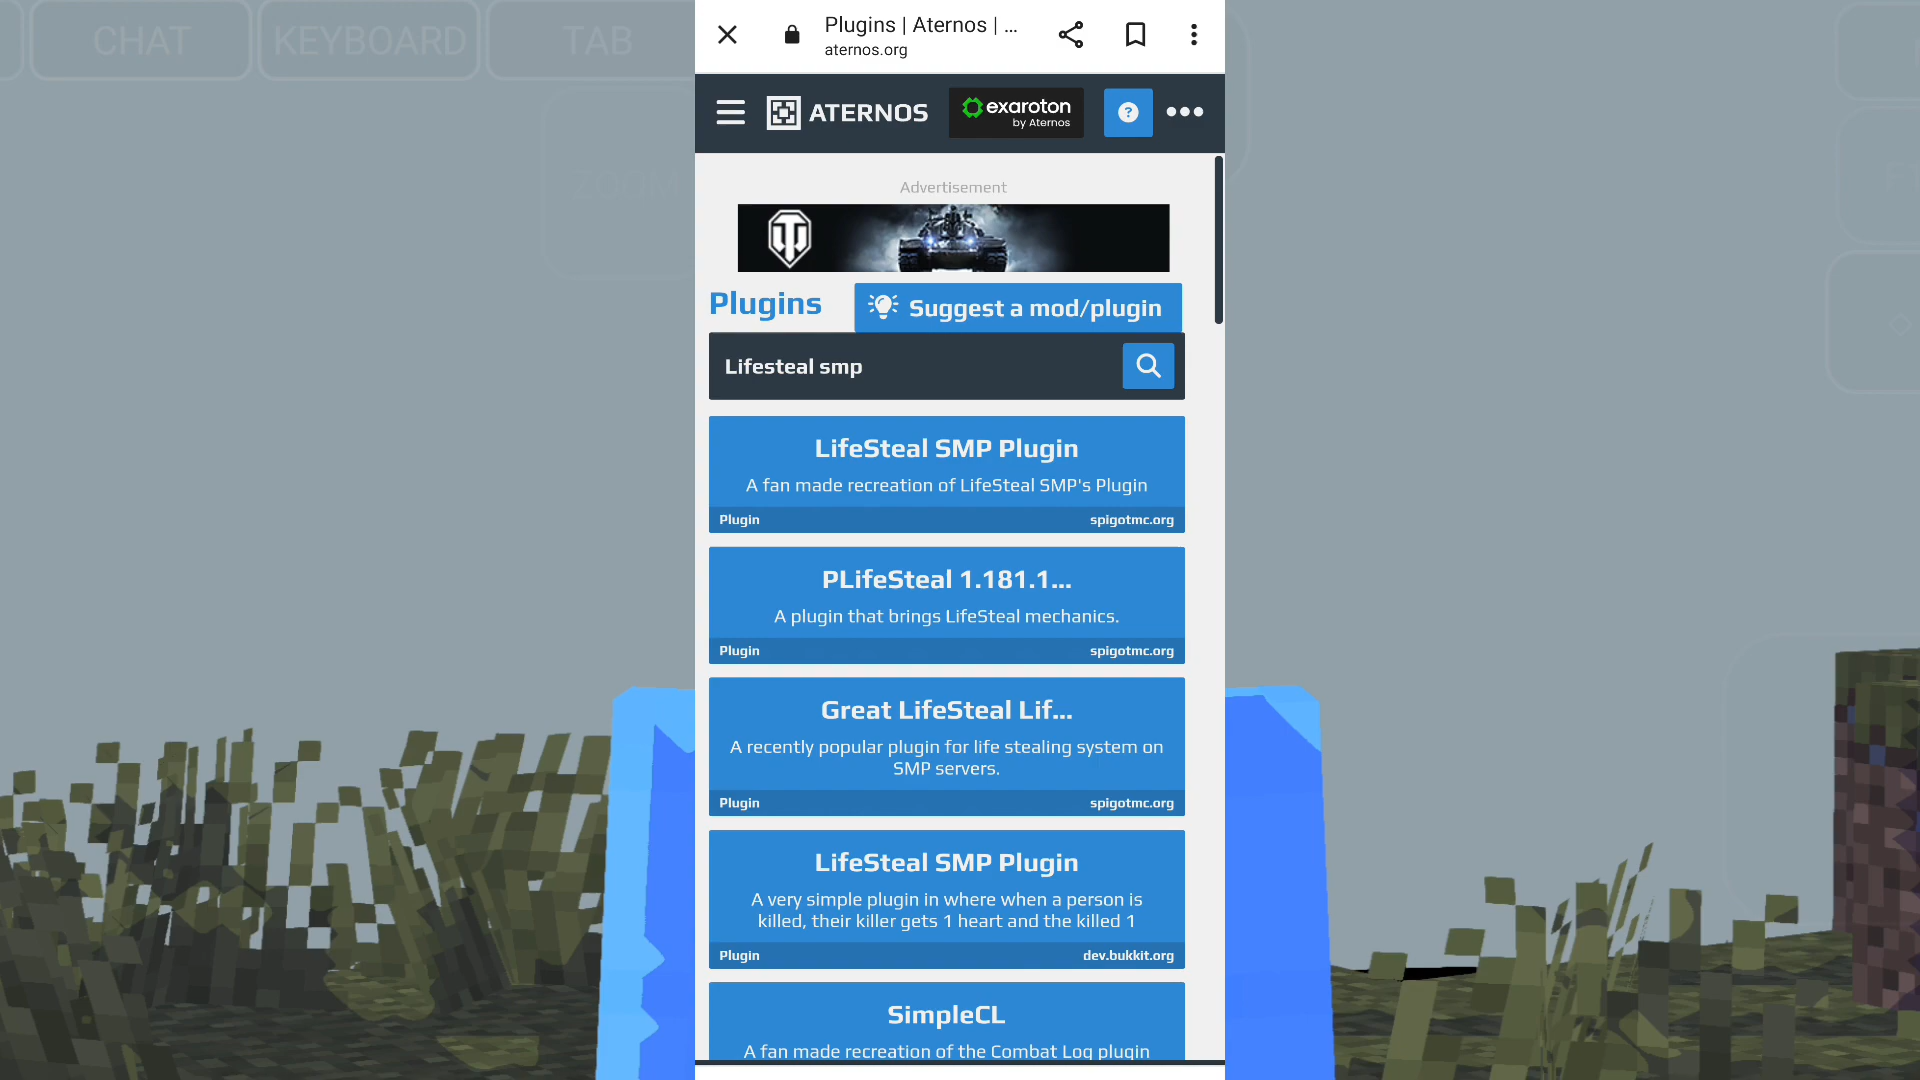 CHAT
KEYBOARD
TAB
ZOOM
Plugins | Aternos | ...
aternos.org
ATERNOS
exaroton
by Aternos
?
Advertisement
Plugins
Suggest a mod/plugin
Lifesteal smp
LifeSteal SMP Plugin
A fan made recreation of LifeSteal SMP's Plugin
Plugin
spigotmc.org
PLifeSteal 1.181.1...
A plugin that brings LifeSteal mechanics.
Plugin
spigotmc.org
Great LifeSteal Lif...
A recently popular plugin for life stealing system on
SMP servers.
Plugin
spigotmc.org
LifeSteal SMP Plugin
A very simple plugin in where when a person is
killed, their killer gets 1 heart and the killed 1
Plugin
dev.bukkit.org
SimpleCL
A fan made recreation of the Combat Log plugin